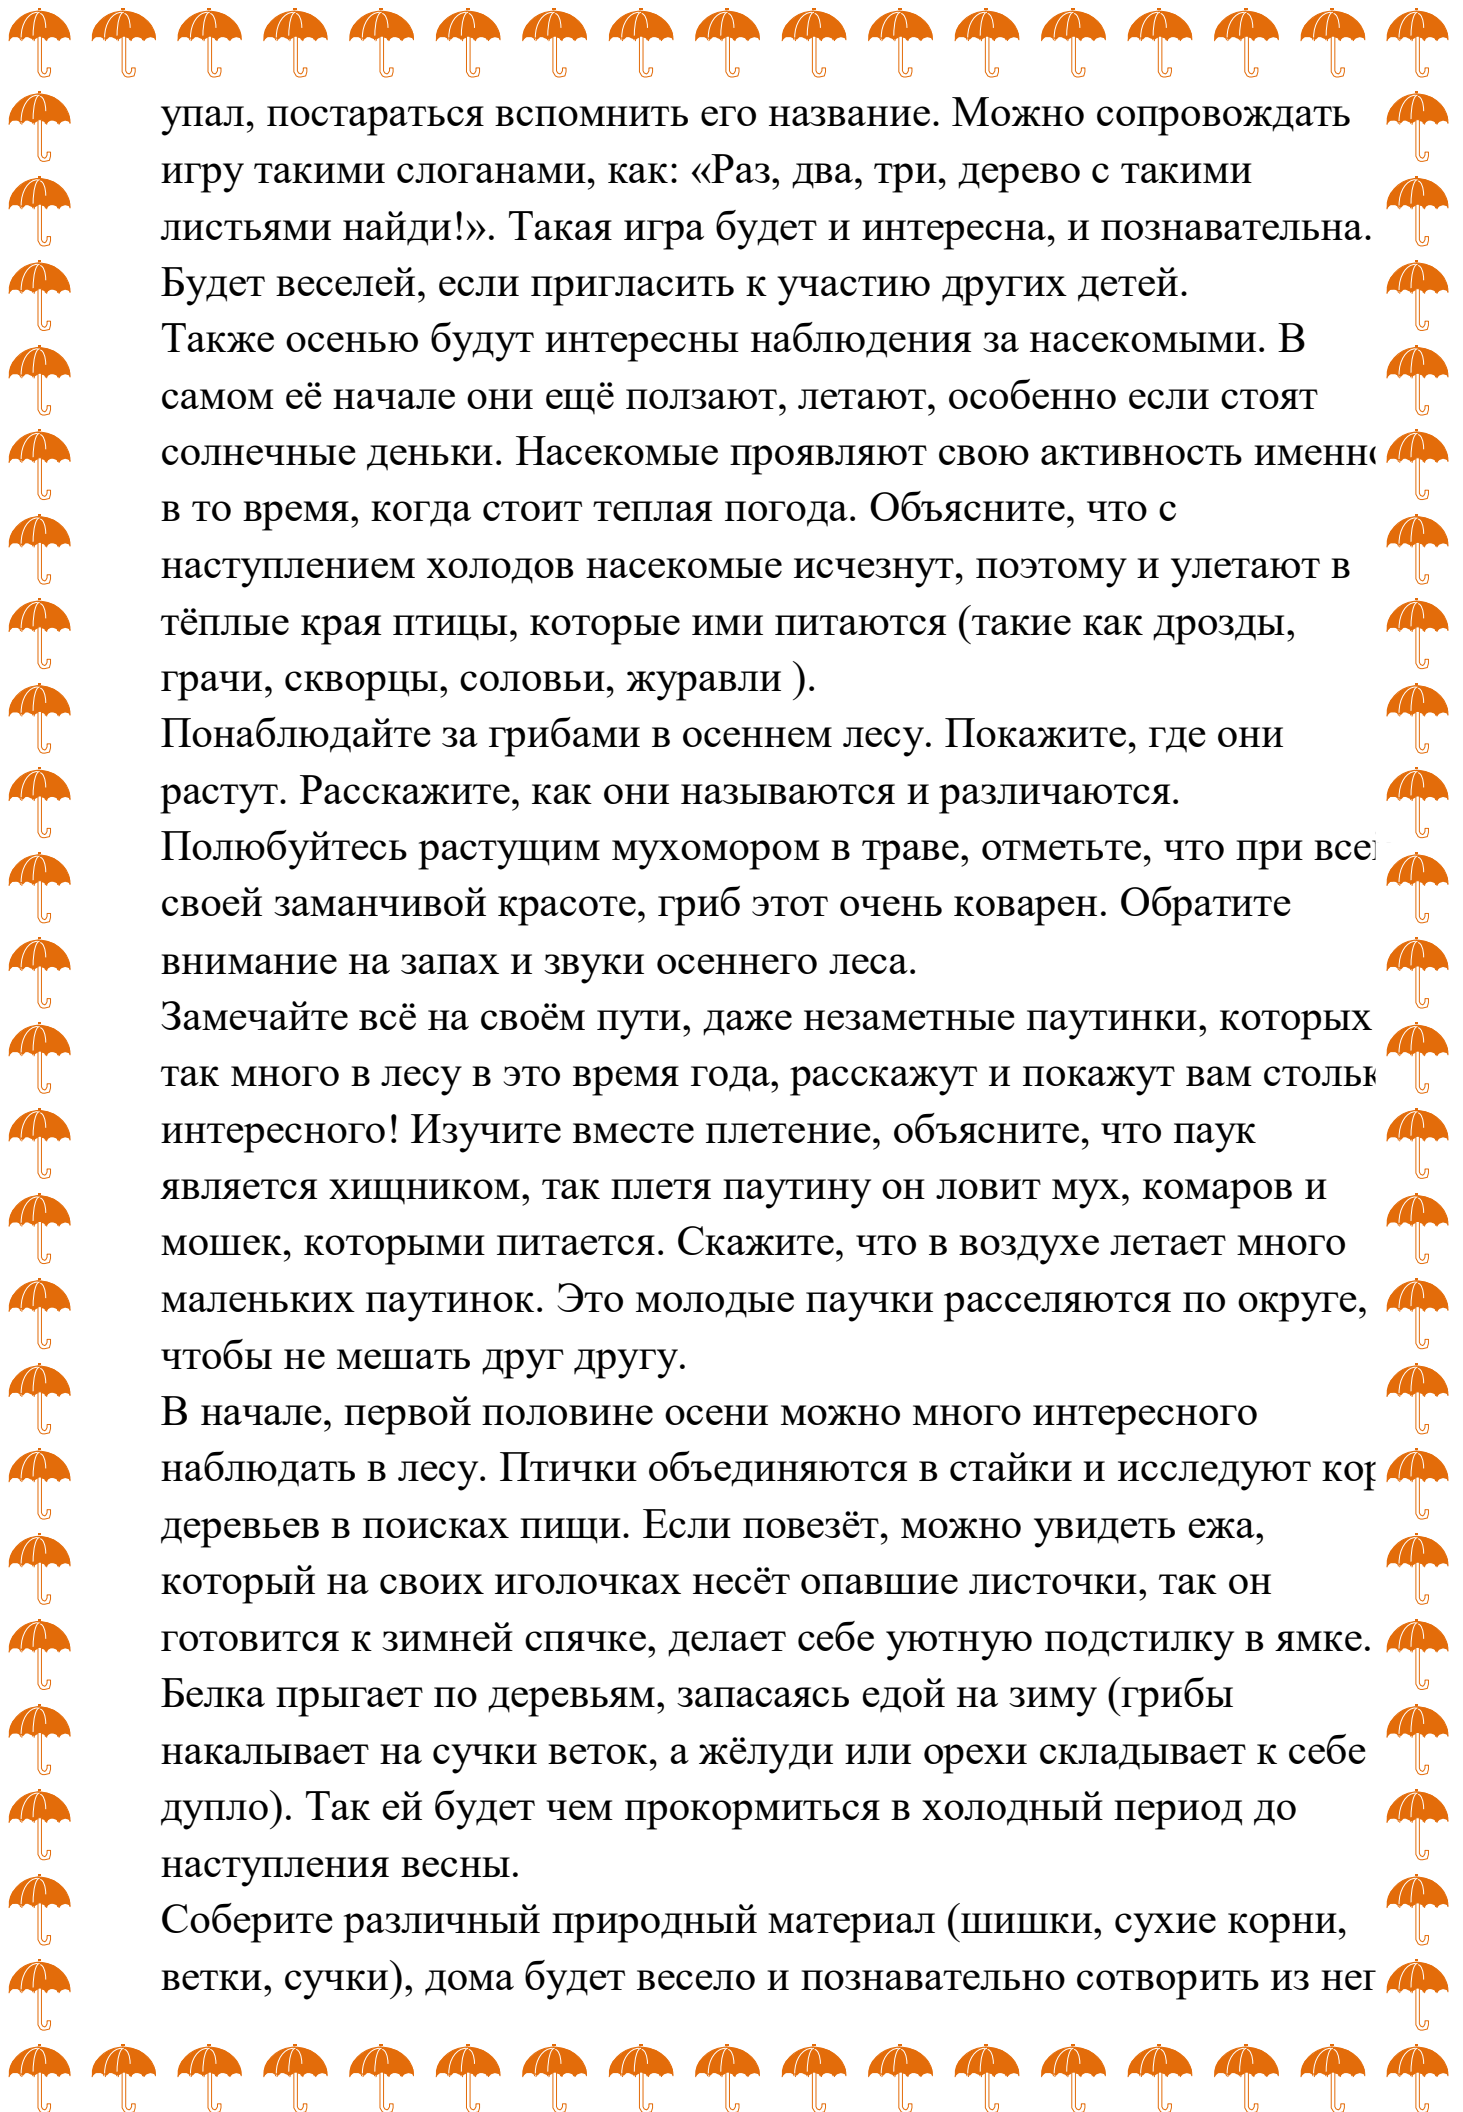 упал, постараться вспомнить его название. Можно сопровождать
игру такими слоганами, как: «Раз, два, три, дерево с такими
листьями найди!». Такая игра будет и интересна, и познавательна.
Будет веселей, если пригласить к участию других детей.
Также осенью будут интересны наблюдения за насекомыми. В
самом её начале они ещё ползают, летают, особенно если стоят
солнечные деньки. Насекомые проявляют свою активность
в то время, когда стоит теплая погода. Объясните, что с
наступлением холодов насекомые исчезнут, поэтому и улетают в
тёплые края птицы, которые ими питаются (такие как дрозды,
грачи, скворцы, соловьи, журавли ).
Понаблюдайте за грибами в осеннем лесу. Покажите, где они
растут. Расскажите, как они называются и различаются.
Полюбуйтесь растущим мухомором в траве, отметьте, что при
своей заманчивой красоте, гриб этот очень коварен. Обратите
внимание на запах и звуки осеннего леса.
Замечайте всё на своём пути, даже незаметные паутинки, которых
так много в лесу в это время года, расскажут и покажут вам
интересного! Изучите вместе плетение, объясните, что паук
является хищником, так плетя паутину он ловит мух, комаров и
мошек, которыми питается. Скажите, что в воздухе летает много
маленьких паутинок. Это молодые паучки расселяются по округе,
чтобы не мешать друг другу.
В начале, первой половине осени можно много интересного
наблюдать в лесу. Птички объединяются в стайки и исследуют
деревьев в поисках пищи. Если повезёт, можно увидеть ежа,
который на своих иголочках несёт опавшие листочки, так он
готовится к зимней спячке, делает себе уютную подстилку в ямке.
Белка прыгает по деревьям, запасаясь едой на зиму (грибы
накалывает на сучки веток, а жёлуди или орехи складывает к себе
дупло). Так ей будет чем прокормиться в холодный период до
наступления весны.
Соберите различный природный материал (шишки, сухие корни,
ветки, сучки), дома будет весело и познавательно сотворить из